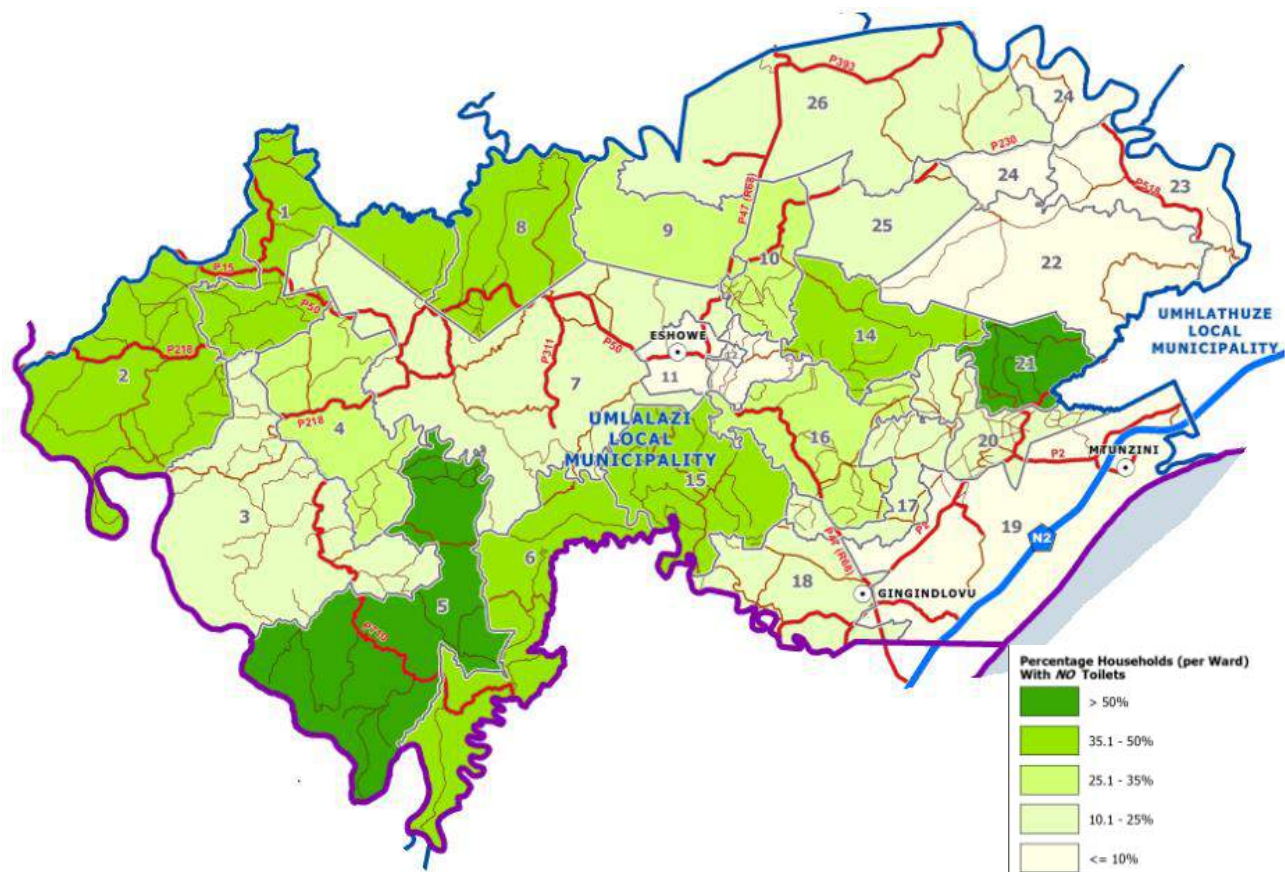 P393
26
24
P230
24
P518
23
P47 (R68)
1
8
9
25
10
22
P15
P50
UMHLATHUZE
LOCAL
MUNICIPALITY
14
2
P218
P311
P50
ESHOWE
12
11
21
7
P218
4
UMLALAZI
LOCAL
MUNICIPALITY
16
20
P2
MTUNZINI
15
17
3
19
N2
P2
P47 (R68)
6
18
GINGINDLOVU
5
Percentage Households (per Ward)
With NO Toilets
> 50%
35.1 - 50%
25.1 - 35%
10.1 - 25%
<= 10%